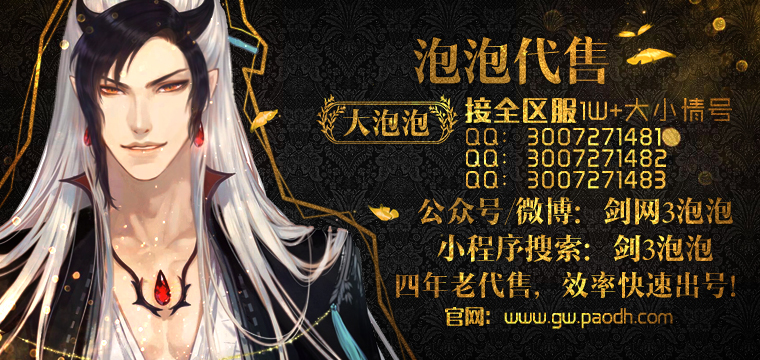 泡泡代售
大泡泡
接全区服1W+大小情号
QQ: 3007271481
QQ: 3007271482
QQ: 3007271483
公众号/微博：剑网3泡泡
小程序搜索：剑3泡泡
四年老代售，效率快速出号!
官网：www.gw.paodh.com